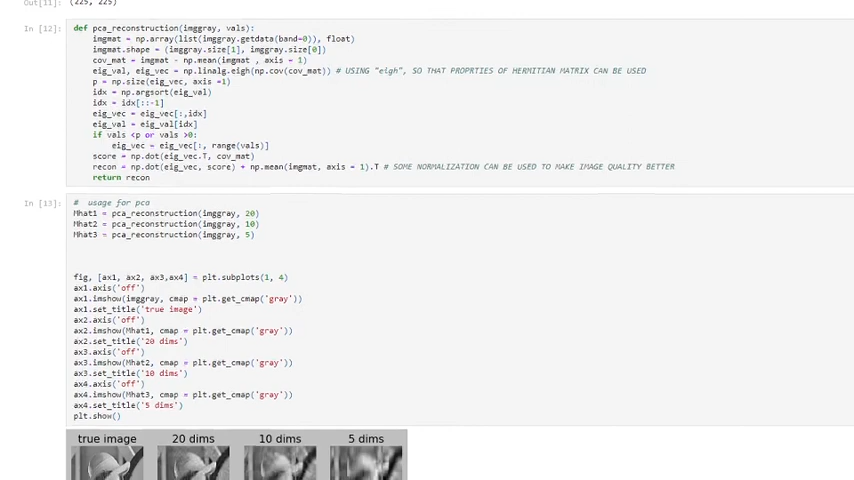 Out[11]: (225, 225)
In [12]: def pca_reconstruction(imggray, vals):
imgmat = np.array(list(imggray.getdata(band=0)), float)
imgmat.shape = (imggray.size[1], imggray.size[0])
cov_mat = imgmat - np.mean(imgmat , axis = 1)
eig_val, eig_vec = np.linalg.eigh(np.cov(cov_mat)) # USING "eigh", SO THAT PROPRTIES OF HERMITIAN MATRIX CAN BE USED
p = np.size(eig_vec, axis =1)
idx = np.argsort(eig_val)
idx = idx[::-1]
eig_vec = eig_vec[:,idx]
eig_val = eig_val[idx]
if vals <p or vals >0:
eig_vec = eig_vec[:, range(vals)]
score = np.dot(eig_vec.T, cov_mat)
recon = np.dot(eig_vec, score) + np.mean(imgmat, axis = 1).T # SOME NORMALIZATION CAN BE USED TO MAKE IMAGE QUALITY BETTER
return recon
In [13]: # usage for pca
Mhat1 = pca_reconstruction(imggray, 20)
Mhat2 = pca_reconstruction(imggray, 10)
Mhat3 = pca_reconstruction(imggray, 5)
fig, [ax1, ax2, ax3,ax4] = plt.subplots(1, 4)
ax1.axis('off')
ax1.imshow(imggray, cmap = plt.get_cmap('gray'))
ax1.set_title('true image')
ax2.axis('off')
ax2.imshow(Mhat1, cmap = plt.get_cmap('gray'))
ax2.set_title('20 dims')
ax3.axis('off')
ax3.imshow(Mhat2, cmap = plt.get_cmap('gray'))
ax3.set_title('10 dims')
ax4.axis('off')
ax4.imshow(Mhat3, cmap = plt.get_cmap('gray'))
ax4.set_title('5 dims')
plt.show()
true image 20 dims 10 dims 5 dims